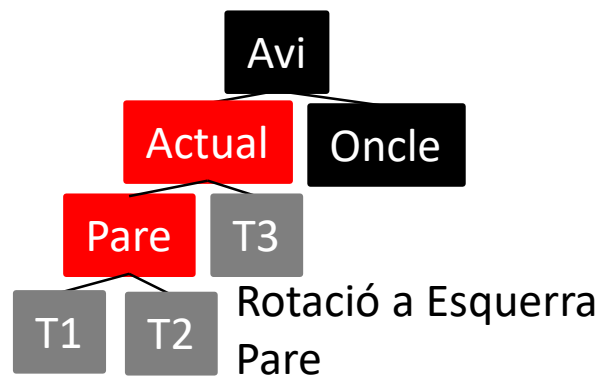 Avi
Actual
Oncle
Pare
T3
T1
T2
Rotació a Esquerra
Pare